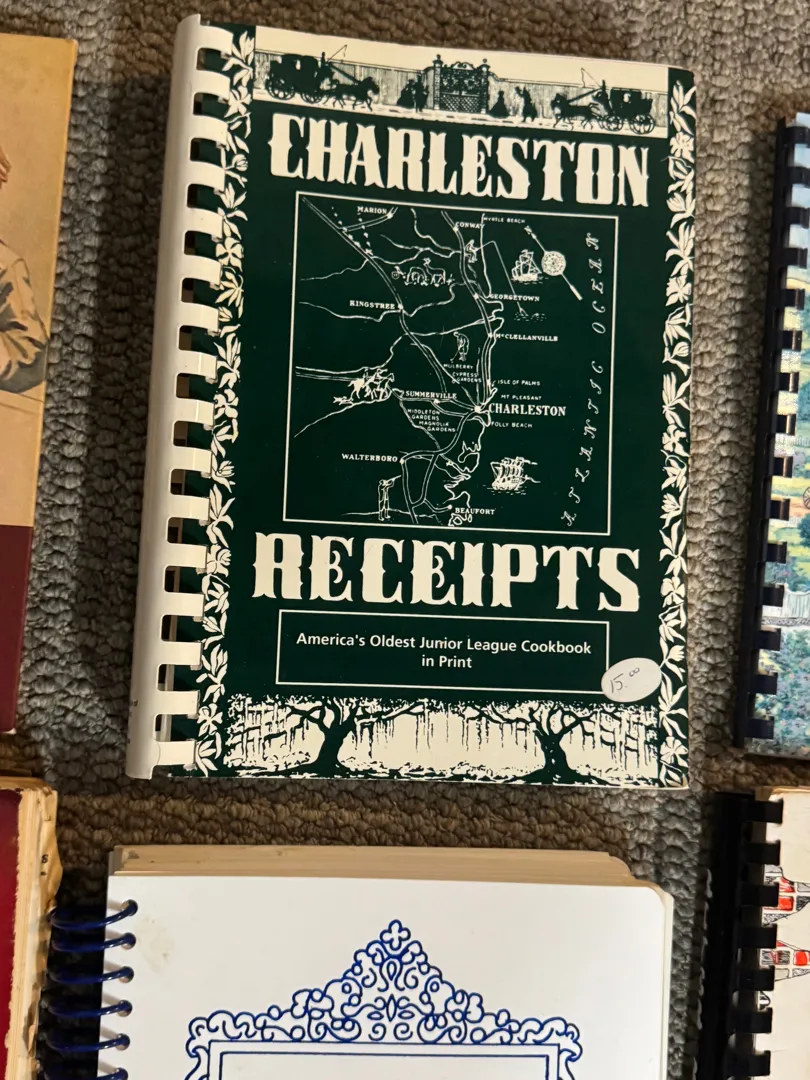 CHARLESTON
MARION
CONWAY
MYRTLE BEACH
KINGSTREE
GEORGETOWN
McCLELLANVILLE
MULBERRY
CYPRESS
GARDENS
ISLE OF PALMS
MT PLEASANT
SUMMERVILLE
CHARLESTON
MIDDLETON
GARDENS
MAGNOLIA
GARDENS
FOLLY BEACH
WALTERBORO
BEAUFORT
ATLANTIC OCEAN
RECEIPTS
America's Oldest Junior League Cookbook
in Print
15.00